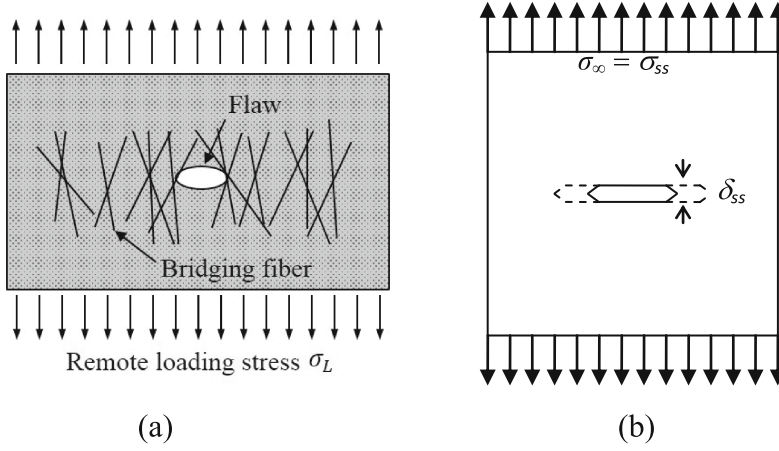 Flaw
Bridging fiber
Remote loading stress σL
(a)
σ∞ = σss
δss
(b)